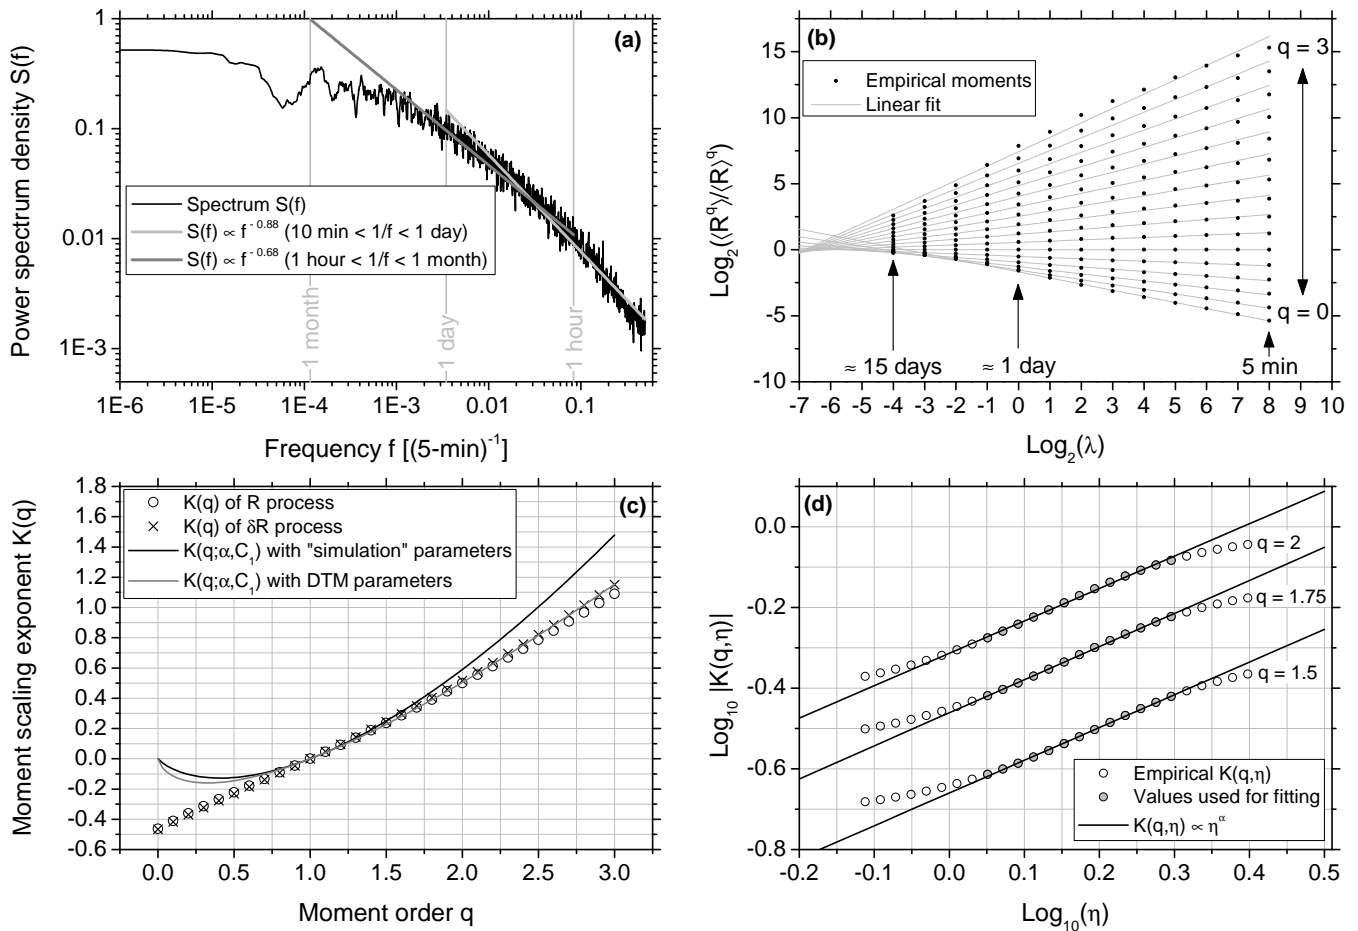 (a)
Power spectrum density S(f)
1
0.1
0.01
1E-3
Spectrum S(f)
S(f) ∝ f^-0.88 (10 min < 1/f < 1 day)
S(f) ∝ f^-0.68 (1 hour < 1/f < 1 month)
1 month
1 day
1 hour
1E-6 1E-5 1E-4 1E-3 0.01 0.1
Frequency f [(5-min)^-1]
(b)
Log_2(⟨R^q⟩/⟨R⟩^q)
15
10
5
0
-5
-10
Empirical moments
Linear fit
q = 3
q = 0
≈ 15 days
≈ 1 day
5 min
-7 -6 -5 -4 -3 -2 -1 0 1 2 3 4 5 6 7 8 9 10
Log_2(λ)
(c)
Moment scaling exponent K(q)
1.8
1.6
1.4
1.2
1.0
0.8
0.6
0.4
0.2
0.0
-0.2
-0.4
-0.6
K(q) of R process
K(q) of δR process
K(q;α,C_1) with "simulation" parameters
K(q;α,C_1) with DTM parameters
0.0 0.5 1.0 1.5 2.0 2.5 3.0
Moment order q
(d)
Log_10 |K(q,η)|
0.0
-0.2
-0.4
-0.6
-0.8
q = 2
q = 1.75
q = 1.5
Empirical K(q,η)
Values used for fitting
K(q,η) ∝ η^α
-0.2 -0.1 0.0 0.1 0.2 0.3 0.4 0.5
Log_10(η)